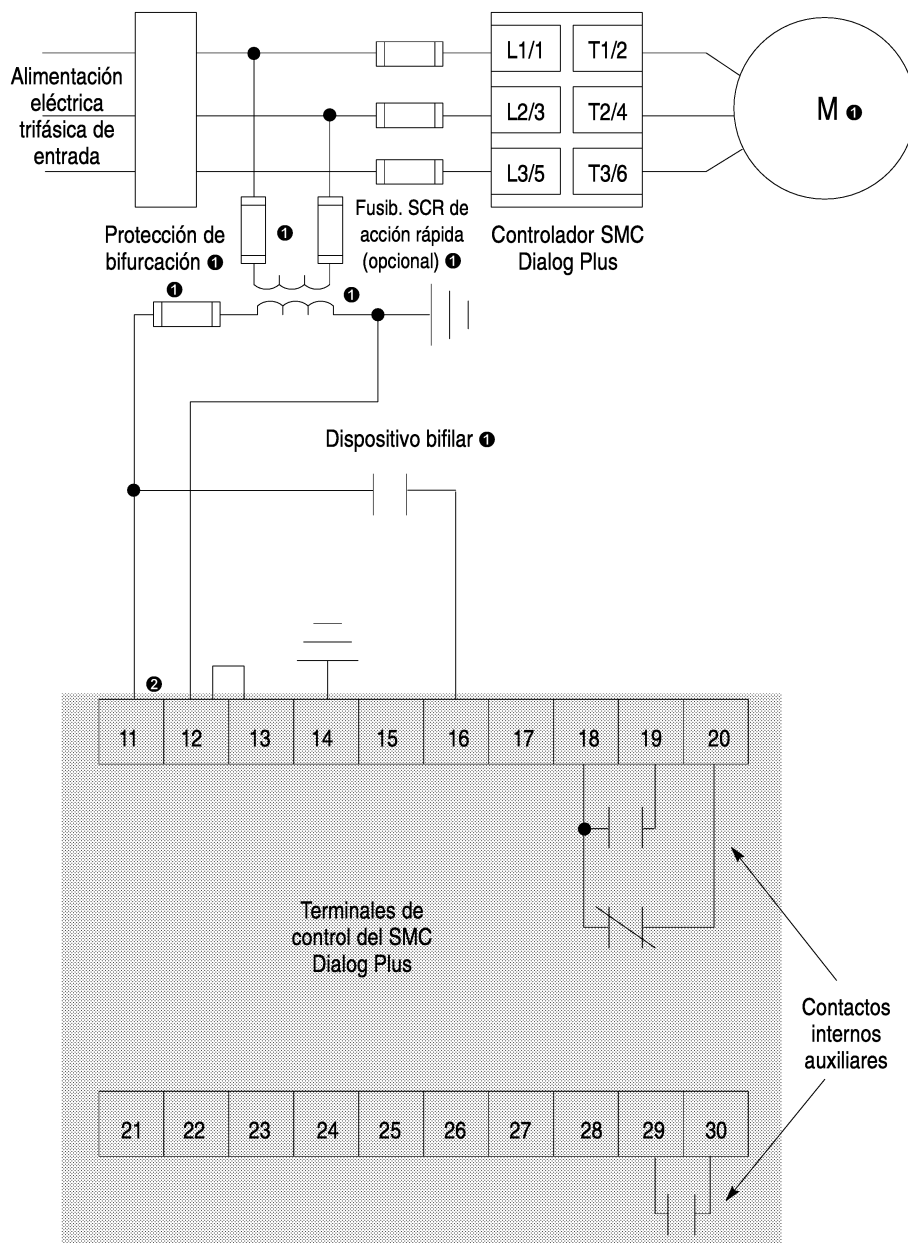 Alimentación
eléctrica
trifásica de
entrada
L1/1 T1/2
L2/3 T2/4
L3/5 T3/6
M ❶
Protección de
bifurcación ❶
❶
❶
❶
Fusib. SCR de
acción rápida
(opcional) ❶
Controlador SMC
Dialog Plus
Dispositivo bifilar ❶
❷
11 12 13 14 15 16 17 18 19 20
Terminales de
control del SMC
Dialog Plus
Contactos
internos
auxiliares
21 22 23 24 25 26 27 28 29 30